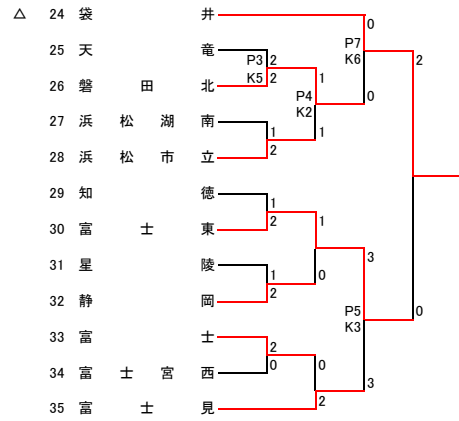 △ 24 袋井
0
P7
K6
2
25 天竜
P3 2
26 磐田北
K5 2
1
P4
K2
0
27 浜松湖南
1
1
28 浜松市立
2
29 知徳
1
30 富士東
2
1
31 星陵
1
0
3
32 静岡
2
P5
K3
0
33 富士
2
34 富士宮西
0
0
3
35 富士見
2